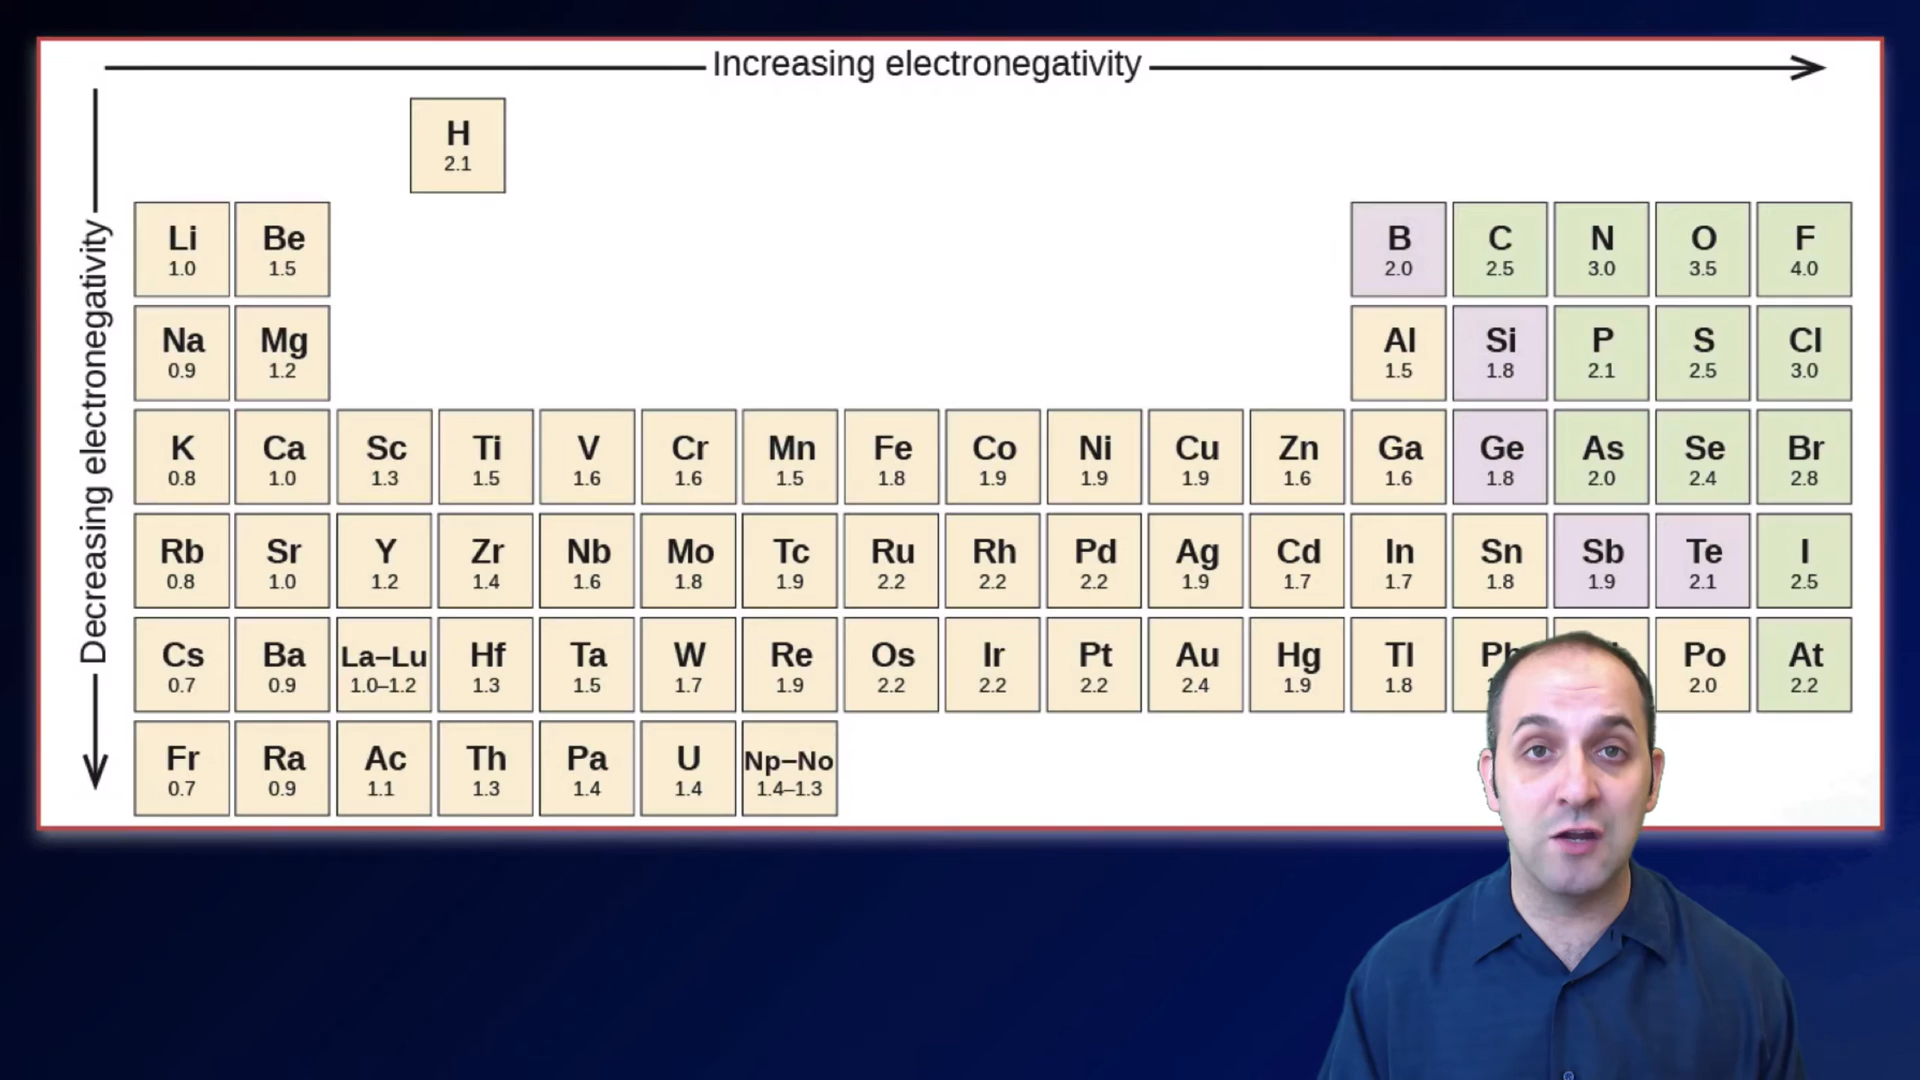 Increasing electronegativity
Decreasing electronegativity
H
2.1
Li Be B C N O F
1.0 1.5 2.0 2.5 3.0 3.5 4.0
Na Mg Al Si P S Cl
0.9 1.2 1.5 1.8 2.1 2.5 3.0
K Ca Sc Ti V Cr Mn Fe Co Ni Cu Zn Ga Ge As Se Br
0.8 1.0 1.3 1.5 1.6 1.6 1.5 1.8 1.9 1.9 1.9 1.6 1.6 1.8 2.0 2.4 2.8
Rb Sr Y Zr Nb Mo Tc Ru Rh Pd Ag Cd In Sn Sb Te I
0.8 1.0 1.2 1.4 1.6 1.8 1.9 2.2 2.2 2.2 1.9 1.7 1.7 1.8 1.9 2.1 2.5
Cs Ba La–Lu Hf Ta W Re Os Ir Pt Au Hg Tl Po At
0.7 0.9 1.0–1.2 1.3 1.5 1.7 1.9 2.2 2.2 2.2 2.4 1.9 1.8 2.0 2.2
Fr Ra Ac Th Pa U Np–No
0.7 0.9 1.1 1.3 1.4 1.4 1.4–1.3